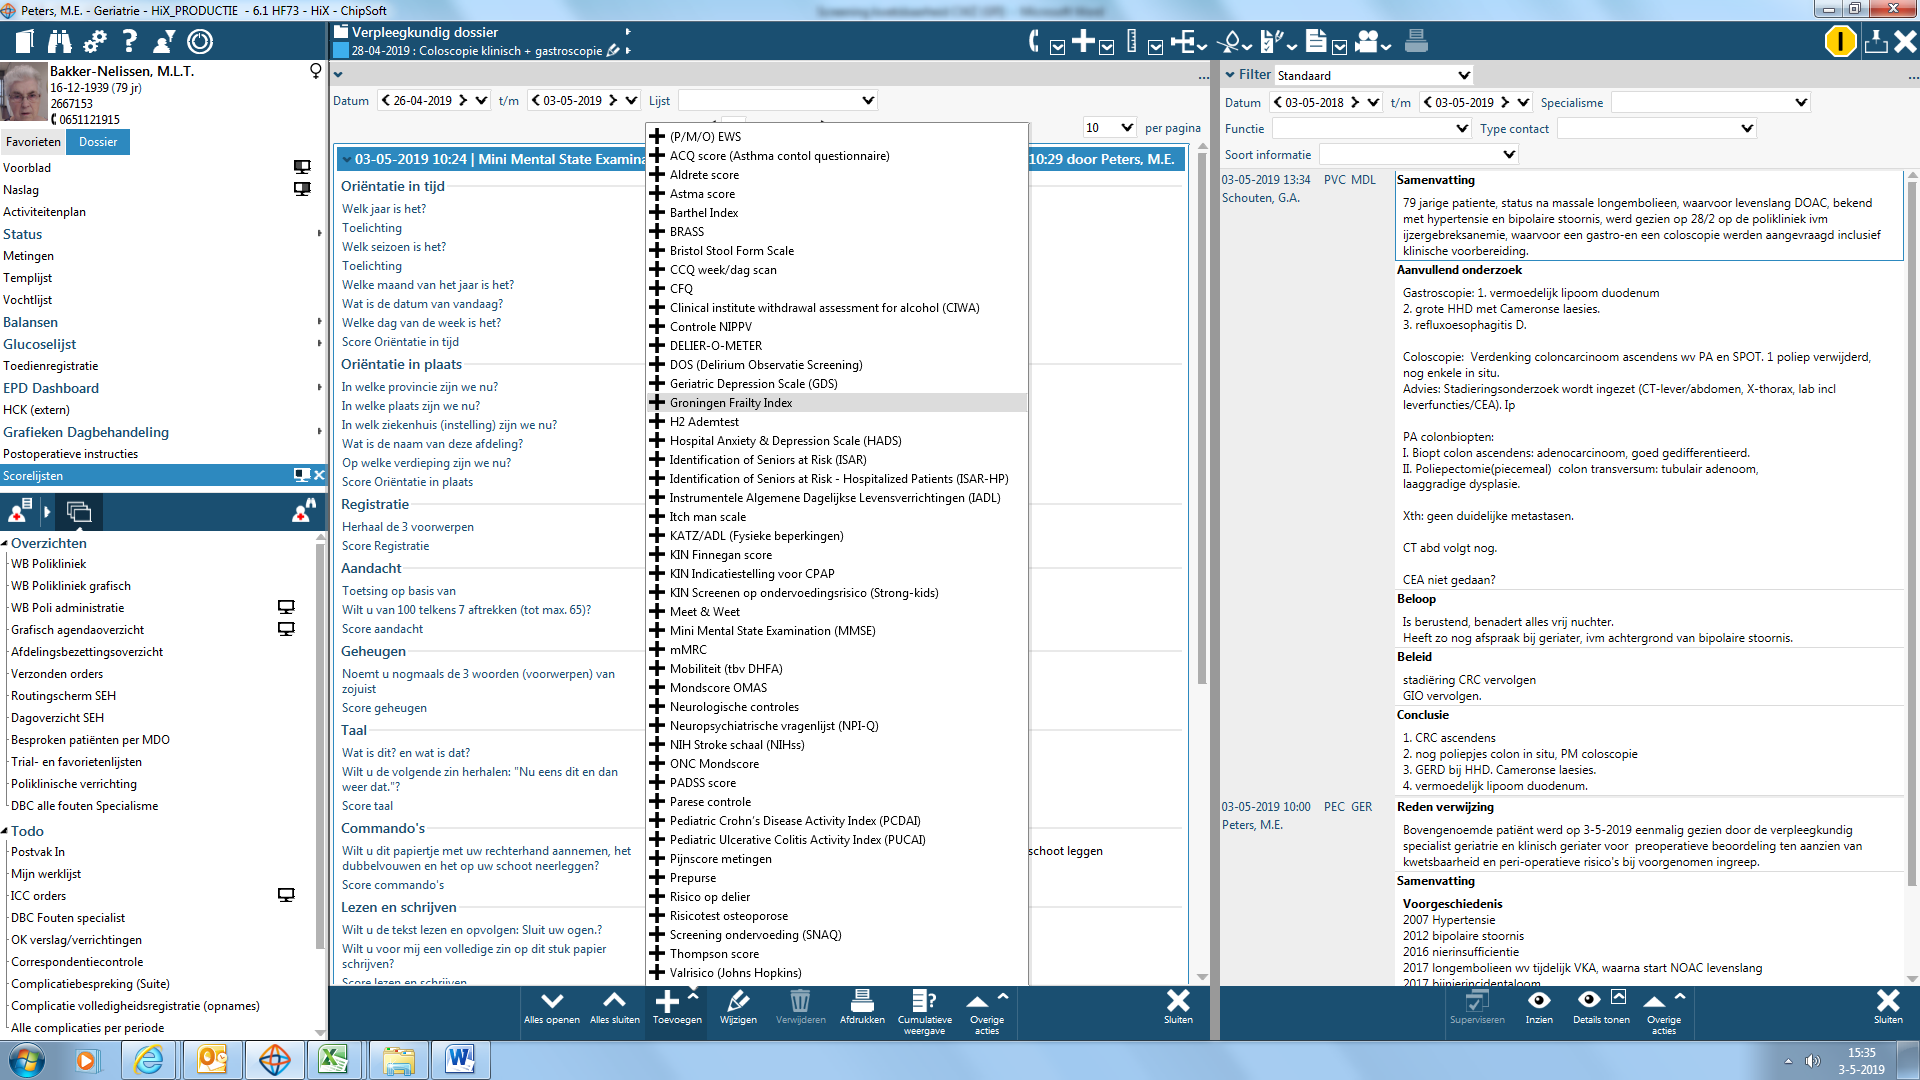 Peters, M.E. - Geriatrie - HiX_PRODUCTIE - 6.1 HF73 - HiX - ChipSoft
Verpleegkundig dossier
28-04-2019 : Coloscopie klinisch + gastroscopie
Bakker-Nelissen, M.L.T.
16-12-1939 (79 jr)
2667153
0651121915
Favorieten
Dossier
Voorblad
Naslag
Activiteitenplan
Status
Metingen
Templijst
Vochtlijst
Balansen
Glucoselijst
Toedienregistratie
EPD Dashboard
HCK (extern)
Grafieken Dagbehandeling
Postoperatieve instructies
Scorelijsten
Overzichten
WB Polikliniek
WB Polikliniek grafisch
WB Poli administratie
Grafisch agendaoverzicht
Afdelingsbezettingsoverzicht
Verzonden orders
Routingscherm SEH
Dagoverzicht SEH
Besproken patiënten per MDO
Trial- en favorietenlijsten
Poliklinische verrichting
DBC alle fouten Specialisme
Todo
Postvak In
Mijn werklijst
ICC orders
DBC Fouten specialist
OK verslag/verrichtingen
Correspondentiecontrole
Complicatiebespreking (Suite)
Complicatie volledigheidsregistratie (opnames)
Alle complicaties per periode
...
Datum 26-04-2019 t/m 03-05-2019 Lijst
10 per pagina
03-05-2019 10:24 | Mini Mental State Examina
10:29 door Peters, M.E.
Oriëntatie in tijd
Welk jaar is het?
Toelichting
Welk seizoen is het?
Toelichting
Welke maand van het jaar is het?
Wat is de datum van vandaag?
Welke dag van de week is het?
Score Oriëntatie in tijd
Oriëntatie in plaats
In welke provincie zijn we nu?
In welke plaats zijn we nu?
In welk ziekenhuis (instelling) zijn we nu?
Wat is de naam van deze afdeling?
Op welke verdieping zijn we nu?
Score Oriëntatie in plaats
Registratie
Herhaal de 3 voorwerpen
Score Registratie
Aandacht
Toetsing op basis van
Wilt u van 100 telkens 7 aftrekken (tot max. 65)?
Score aandacht
Geheugen
Noemt u nogmaals de 3 woorden (voorwerpen) van
zojuist
Score geheugen
Taal
Wat is dit? en wat is dat?
Wilt u de volgende zin herhalen: "Nu eens dit en dan
weer dat."?
Score taal
Commando's
Wilt u dit papiertje met uw rechterhand aannemen, het
dubbelvouwen en het op uw schoot neerleggen?
schoot leggen
Score commando's
Lezen en schrijven
Wilt u de tekst lezen en opvolgen: Sluit uw ogen.?
Wilt u voor mij een volledige zin op dit stuk papier
schrijven?
Score lezen en schrijven
(P/M/O) EWS
ACQ score (Asthma contol questionnaire)
Aldrete score
Astma score
Barthel Index
BRASS
Bristol Stool Form Scale
CCQ week/dag scan
CFQ
Clinical institute withdrawal assessment for alcohol (CIWA)
Controle NIPPV
DELIER-O-METER
DOS (Delirium Observatie Screening)
Geriatric Depression Scale (GDS)
Groningen Frailty Index
H2 Ademtest
Hospital Anxiety & Depression Scale (HADS)
Identification of Seniors at Risk (ISAR)
Identification of Seniors at Risk - Hospitalized Patients (ISAR-HP)
Instrumentele Algemene Dagelijkse Levensverrichtingen (IADL)
Itch man scale
KATZ/ADL (Fysieke beperkingen)
KIN Finnegan score
KIN Indicatiestelling voor CPAP
KIN Screenen op ondervoedingsrisico (Strong-kids)
Meet & Weet
Mini Mental State Examination (MMSE)
mMRC
Mobiliteit (tbv DHFA)
Mondscore OMAS
Neurologische controles
Neuropsychiatrische vragenlijst (NPI-Q)
NIH Stroke schaal (NIHss)
ONC Mondscore
PADSS score
Parese controle
Pediatric Crohn's Disease Activity Index (PCDAI)
Pediatric Ulcerative Colitis Activity Index (PUCAI)
Pijnscore metingen
Prepurse
Risico op delier
Risicotest osteoporose
Screening ondervoeding (SNAQ)
Thompson score
Valrisico (Johns Hopkins)
Alles openen
Alles sluiten
Toevoegen
Wijzigen
Verwijderen
Afdrukken
Cumulatieve
weergave
Overige
acties
Sluiten
Filter Standaard
...
Datum 03-05-2018 t/m 03-05-2019 Specialisme
Functie Type contact
Soort informatie
03-05-2019 13:34 PVC MDL
Schouten, G.A.
Samenvatting
79 jarige patiente, status na massale longembolieen, waarvoor levenslang DOAC, bekend
met hypertensie en bipolaire stoornis, werd gezien op 28/2 op de polikliniek ivm
ijzergebreksanemie, waarvoor een gastro-en een coloscopie werden aangevraagd inclusief
klinische voorbereiding.
Aanvullend onderzoek
Gastroscopie: 1. vermoedelijk lipoom duodenum
2. grote HHD met Cameronse laesies.
3. refluxoesophagitis D.
Coloscopie: Verdenking coloncarcinoom ascendens wv PA en SPOT. 1 poliep verwijderd,
nog enkele in situ.
Advies: Stadieringsonderzoek wordt ingezet (CT-lever/abdomen, X-thorax, lab incl
leverfuncties/CEA). Ip
PA colonbiopten:
I. Biopt colon ascendens: adenocarcinoom, goed gedifferentieerd.
II. Poliepectomie(piecemeal) colon transversum: tubulair adenoom,
laaggradige dysplasie.
Xth: geen duidelijke metastasen.
CT abd volgt nog.
CEA niet gedaan?
Beloop
Is berustend, benadert alles vrij nuchter.
Heeft zo nog afspraak bij geriater, ivm achtergrond van bipolaire stoornis.
Beleid
stadiëring CRC vervolgen
GIO vervolgen.
Conclusie
1. CRC ascendens
2. nog poliepjes colon in situ, PM coloscopie
3. GERD bij HHD. Cameronse laesies.
4. vermoedelijk lipoom duodenum.
03-05-2019 10:00 PEC GER
Peters, M.E.
Reden verwijzing
Bovengenoemde patiënt werd op 3-5-2019 eenmalig gezien door de verpleegkundig
specialist geriatrie en klinisch geriater voor preoperatieve beoordeling ten aanzien van
kwetsbaarheid en peri-operatieve risico's bij voorgenomen ingreep.
Samenvatting
Voorgeschiedenis
2007 Hypertensie
2012 bipolaire stoornis
2016 nierinsufficientie
2017 longembolieen wv tijdelijk VKA, waarna start NOAC levenslang
2017 bijnierincidentaloom
Superviseren
Inzien
Details tonen
Overige
acties
Sluiten
15:35
3-5-2019